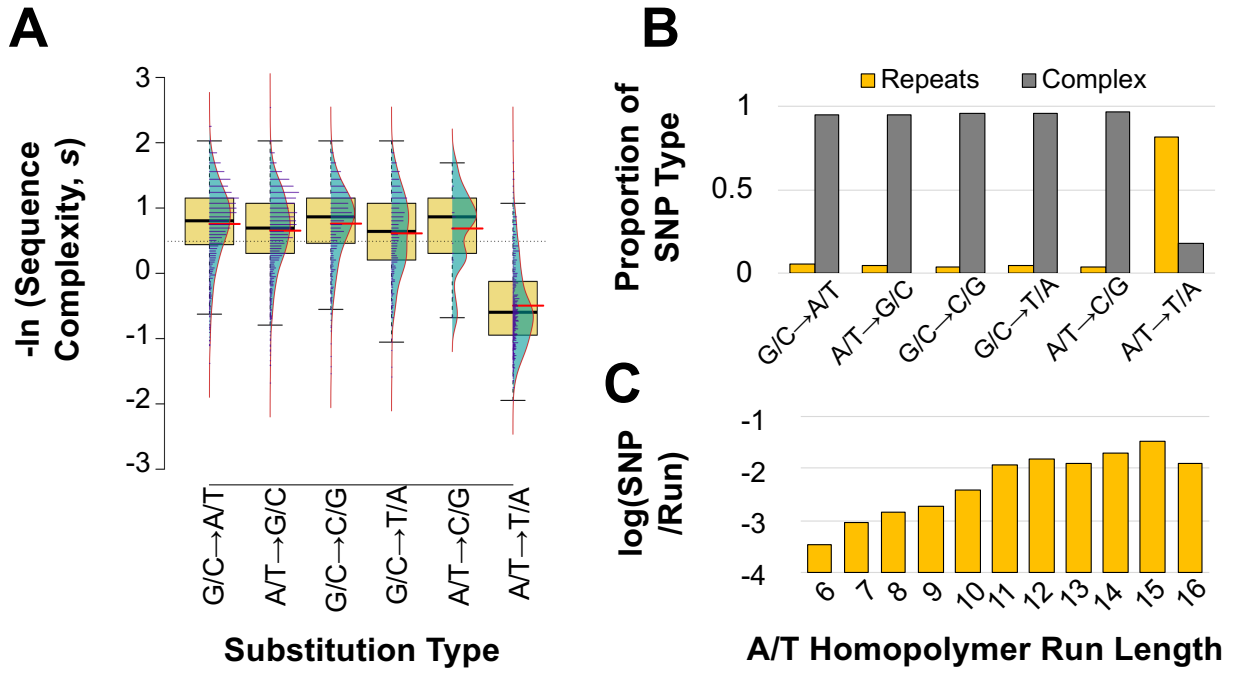 A
-ln (Sequence
Complexity, s)
3
2
1
0
-1
-2
-3
G/C→A/T
A/T→G/C
G/C→C/G
G/C→T/A
A/T→C/G
A/T→T/A
Substitution Type
B
Repeats Complex
Proportion of
SNP Type
1
0.5
0
G/C→A/T
A/T→G/C
G/C→C/G
G/C→T/A
A/T→C/G
A/T→T/A
C
log(SNP
/Run)
-1
-2
-3
-4
6 7 8 9 10 11 12 13 14 15 16
A/T Homopolymer Run Length